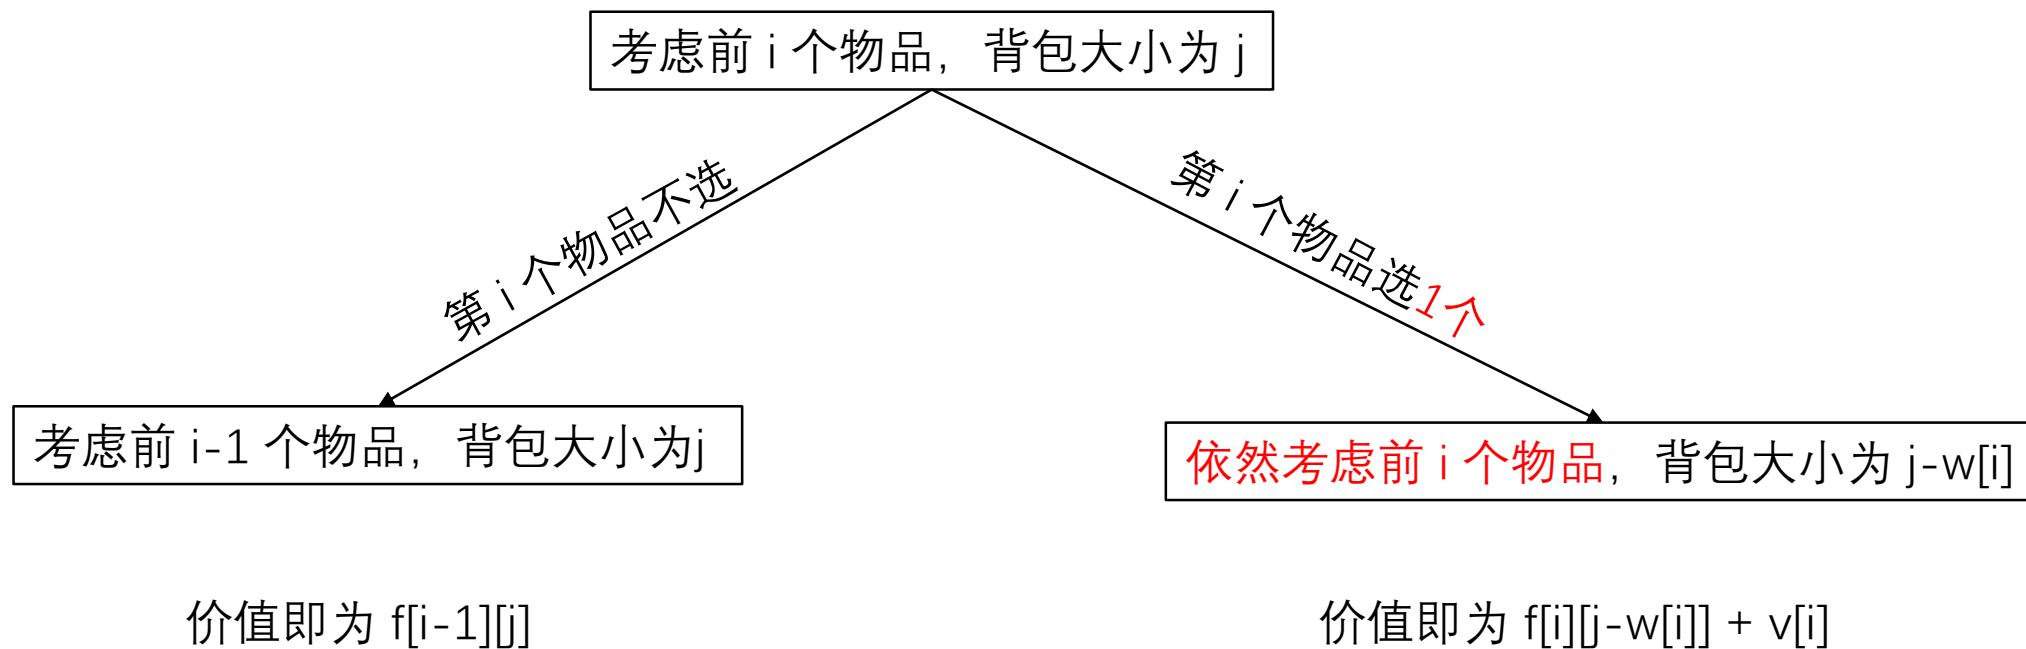 考虑前 i 个物品，背包大小为 j
第 i 个物品不选
第 i 个物品选1个
考虑前 i-1 个物品，背包大小为j
依然考虑前 i 个物品，背包大小为 j-w[i]
价值即为 f[i-1][j]
价值即为 f[i][j-w[i]] + v[i]